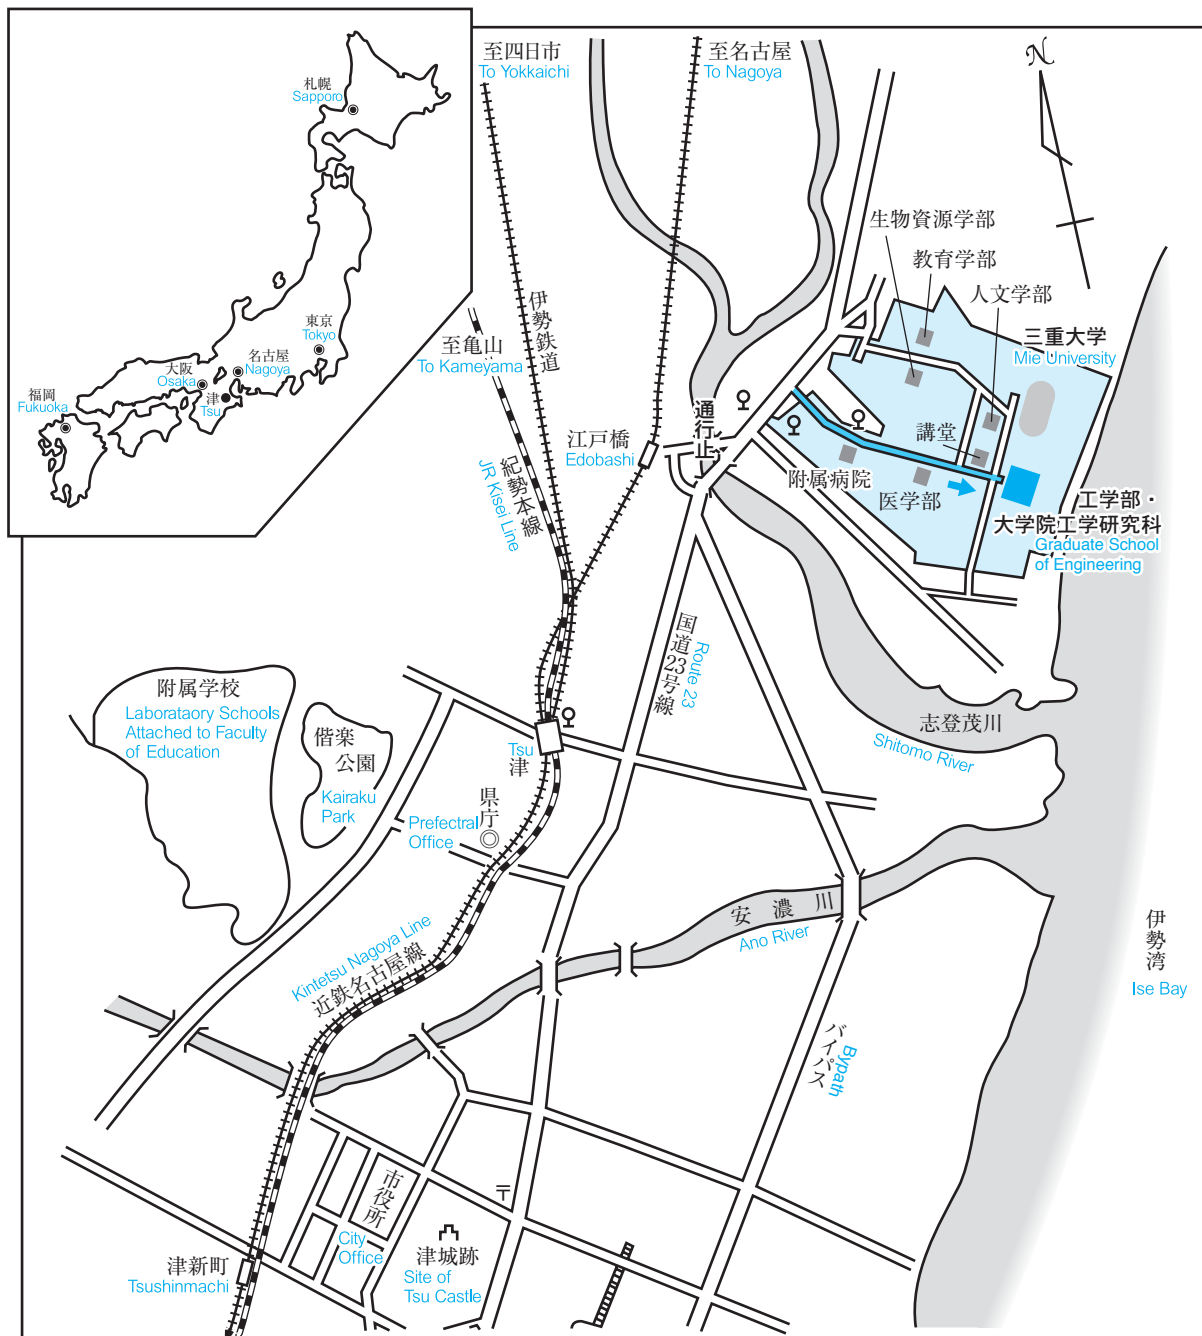 札幌
Sapporo
東京
Tokyo
名古屋
Nagoya
大阪
Osaka
津
Tsu
福岡
Fukuoka
至四日市
To Yokkaichi
至名古屋
To Nagoya
N
生物資源学部
教育学部
人文学部
三重大学
Mie University
伊勢鉄道
至亀山
To Kameyama
通行止
江戸橋
Edobashi
講堂
附属病院
医学部
工学部・
大学院工学研究科
Graduate School
of Engineering
紀勢本線
JR Kisei Line
国道23号線
Route 23
附属学校
Laborataory Schools
Attached to Faculty
of Education
偕楽
公園
Kairaku
Park
Tsu
津
志登茂川
Shitomo River
県庁
Prefectral
Office
安濃川
Ano River
伊勢湾
Ise Bay
Kintetsu Nagoya Line
近鉄名古屋線
バイパス
Bypath
市役所
City
Office
〒
津城跡
Site of
Tsu Castle
津新町
Tsushinmachi